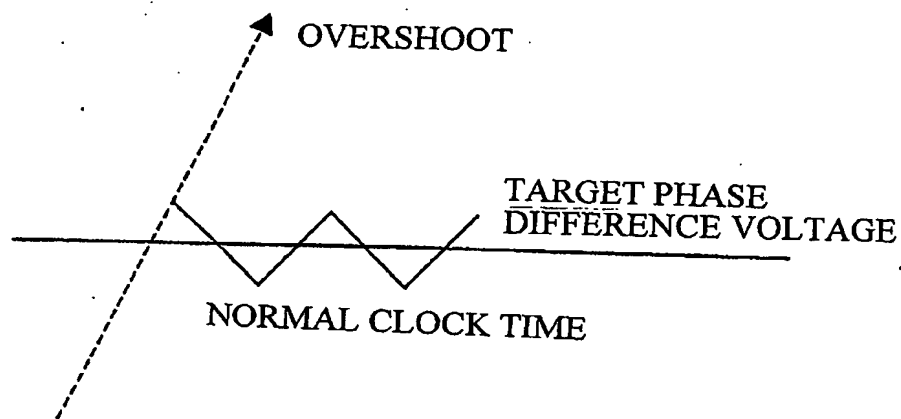 OVERSHOOT
TARGET PHASE
DIFFERENCE VOLTAGE
NORMAL CLOCK TIME